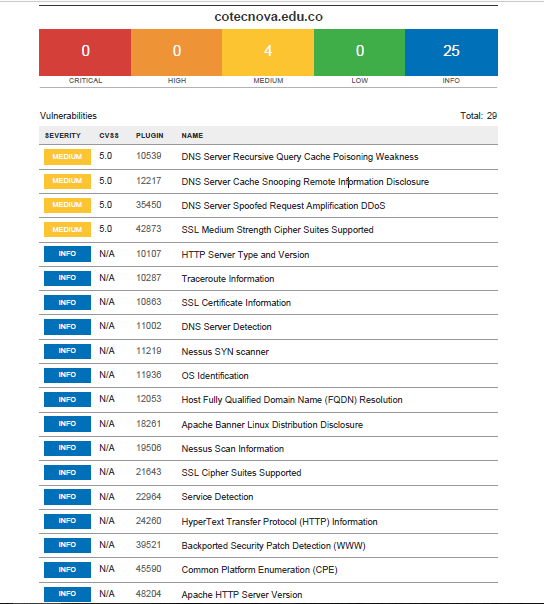 cotecnova.edu.co
0 0 4 0 25
CRITICAL HIGH MEDIUM LOW INFO
Vulnerabilities Total: 29
SEVERITY CVSS PLUGIN NAME
MEDIUM 5.0 10539 DNS Server Recursive Query Cache Poisoning Weakness
MEDIUM 5.0 12217 DNS Server Cache Snooping Remote Information Disclosure
MEDIUM 5.0 35450 DNS Server Spoofed Request Amplification DDoS
MEDIUM 5.0 42873 SSL Medium Strength Cipher Suites Supported
INFO N/A 10107 HTTP Server Type and Version
INFO N/A 10287 Traceroute Information
INFO N/A 10863 SSL Certificate Information
INFO N/A 11002 DNS Server Detection
INFO N/A 11219 Nessus SYN scanner
INFO N/A 11936 OS Identification
INFO N/A 12053 Host Fully Qualified Domain Name (FQDN) Resolution
INFO N/A 18261 Apache Banner Linux Distribution Disclosure
INFO N/A 19506 Nessus Scan Information
INFO N/A 21643 SSL Cipher Suites Supported
INFO N/A 22964 Service Detection
INFO N/A 24260 HyperText Transfer Protocol (HTTP) Information
INFO N/A 39521 Backported Security Patch Detection (WWW)
INFO N/A 45590 Common Platform Enumeration (CPE)
INFO N/A 48204 Apache HTTP Server Version